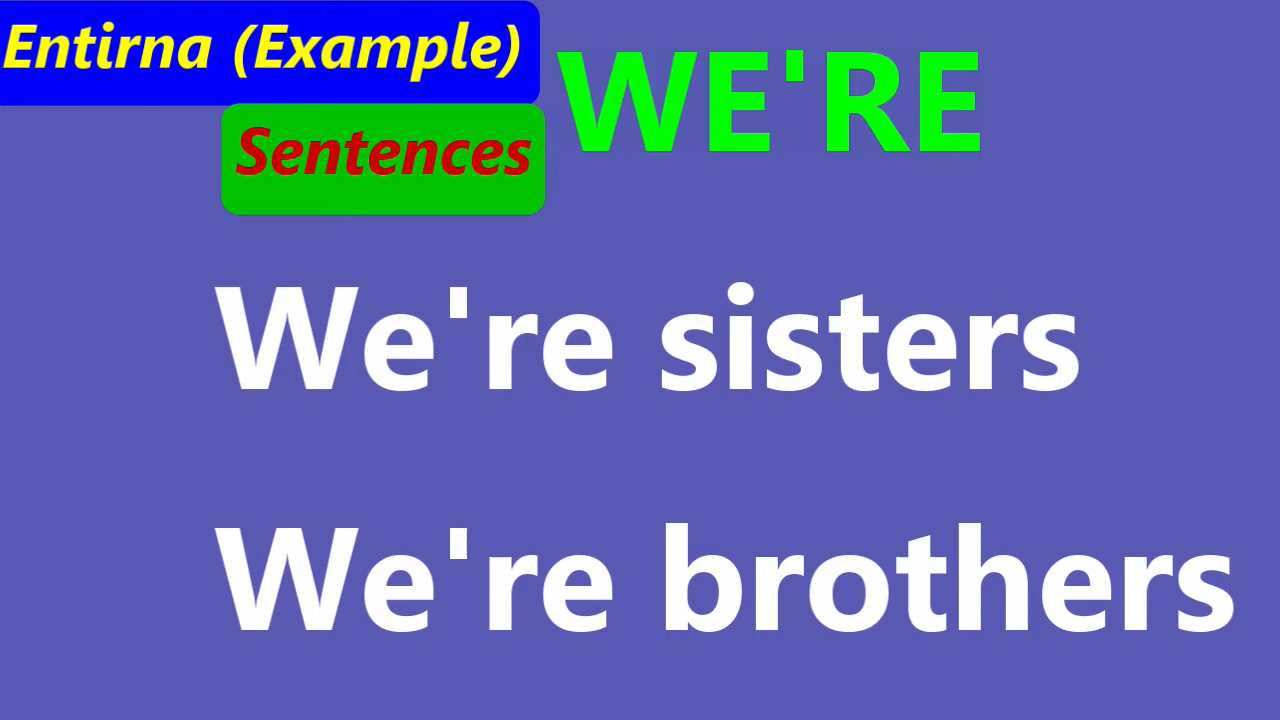 Entirna (Example)
WE'RE
Sentences
We're sisters
We're brothers